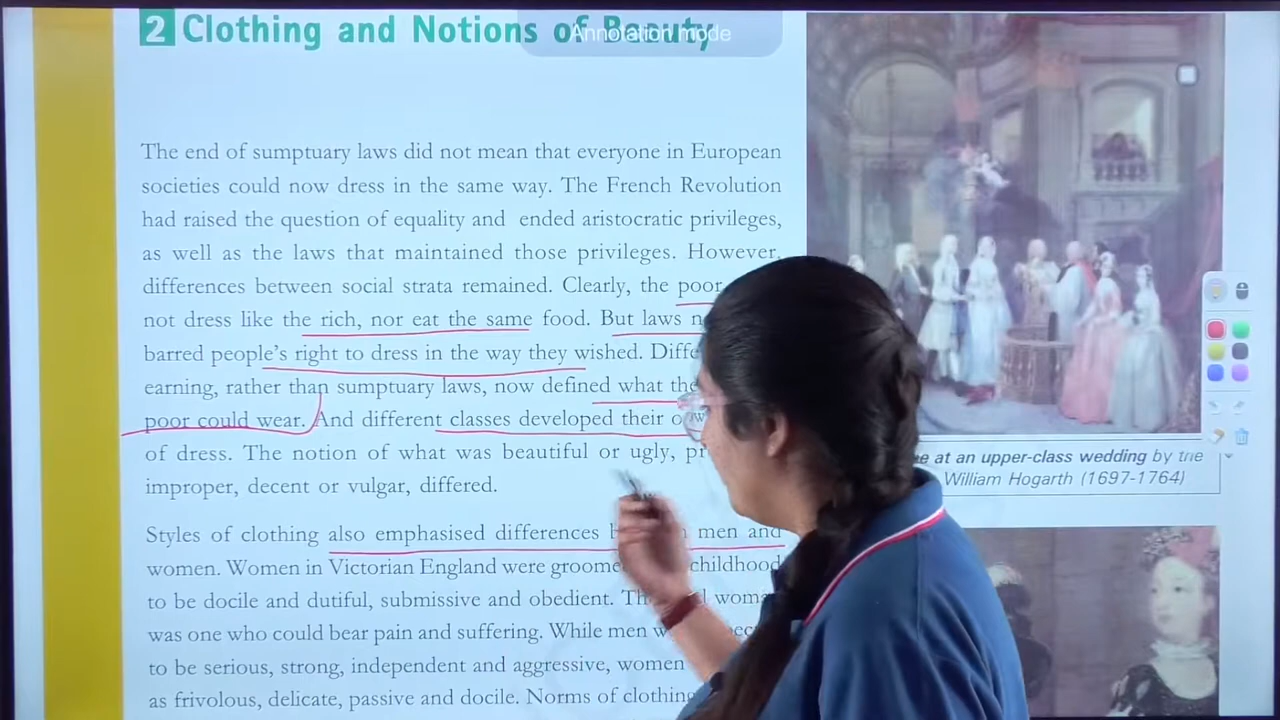 2 Clothing and Notions of Beauty
Annotation mode
The end of sumptuary laws did not mean that everyone in European
societies could now dress in the same way. The French Revolution
had raised the question of equality and ended aristocratic privileges,
as well as the laws that maintained those privileges. However,
differences between social strata remained. Clearly, the poor
not dress like the rich, nor eat the same food. But laws
barred people's right to dress in the way they wished.
earning, rather than sumptuary laws, now defined what
poor could wear. And different classes developed their
of dress. The notion of what was beautiful or ugly,
improper, decent or vulgar, differed.
Styles of clothing also emphasised differences men and
women. Women in Victorian England were childhood
to be docile and dutiful, submissive and obedient.
was one who could bear pain and suffering. While men
to be serious, strong, independent and aggressive, women
as frivolous, delicate, passive and docile. Norms of clothing
at an upper-class wedding by the
William Hogarth (1697-1764)